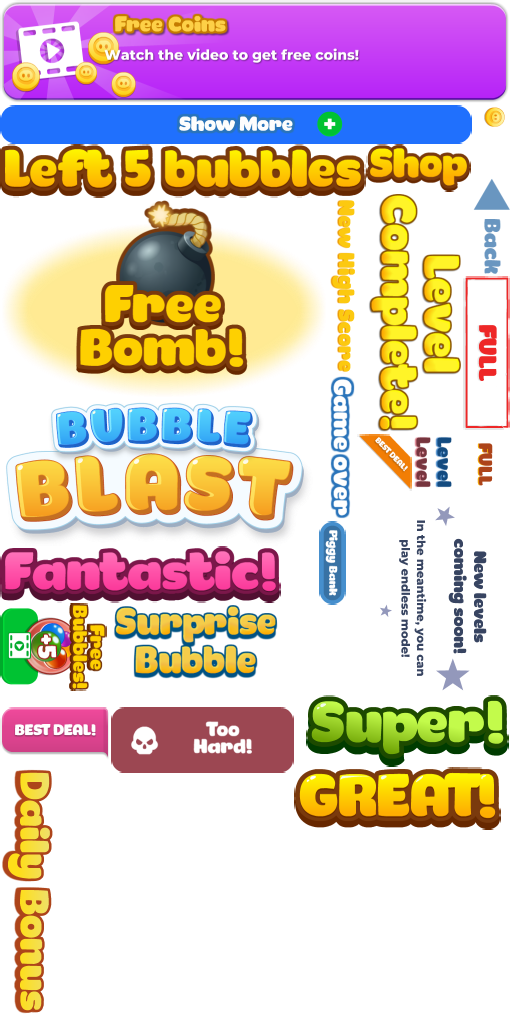 Free Coins
Watch the video to get free coins!
Show More
Left 5 bubbles
Shop
Back
New High Score
Level
Complete!
FULL
Free
Bomb!
Game over
BEST DEAL!
Level
Level
FULL
BUBBLE
BLAST
Piggy Bank
New levels
coming soon!
In the meantime, you can
play endless mode!
Fantastic!
+5
Free
Bubbles!
Surprise
Bubble
BEST DEAL!
Too
Hard!
Super!
GREAT!
Daily Bonus